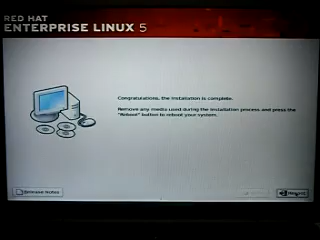 RED HAT
ENTERPRISE LINUX 5
Congratulations, the installation is complete.
Remove any media used during the installation process and press the
"Reboot" button to reboot your system.
Release Notes
Reboot